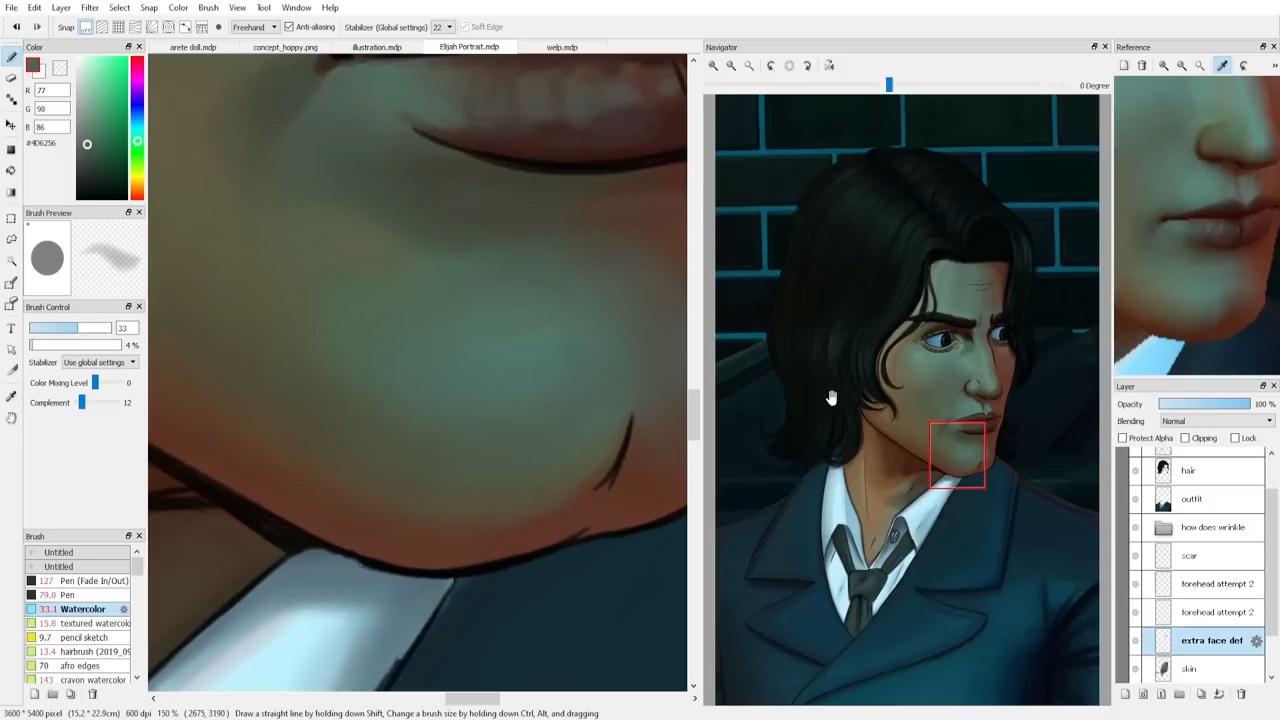 File Edit View Layer Filter Select Snap Color Brush Tool Window Help
Snap Freehand Anti-aliasing Stabilizer (Global settings) 22 Soft Edge
Color
R 77
G 98
B 86
#4D6256
Brush Preview
Brush Control
33
4 %
Stabilizer Use global settings
Color Mixing Level 0
Complement 12
Brush
Untitled
Untitled
127 Pen (Fade In/Out)
79.0 Pen
33.1 Watercolor
15.8 textured watercolo
9.7 pencil sketch
13.4 hairbrush (2019_09
70 afro edges
143 crayon watercolor
arete doll.mdp concept_hoppy.png illustration.mdp Elijah Portrait.mdp welp.mdp
Navigator
0 Degree
Reference
Layer
Opacity 100 %
Blending Normal
Protect Alpha Clipping Lock
hair
outfit
how does wrinkle
scar
forehead attempt 2
forehead attempt 2
extra face def
skin
3600 * 5400 pixel (15.2 * 22.9cm) 600 dpi 150 % (2675, 3190) Draw a straight line by holding down Shift, Change a brush size by holding down Ctrl, Alt, and dragging